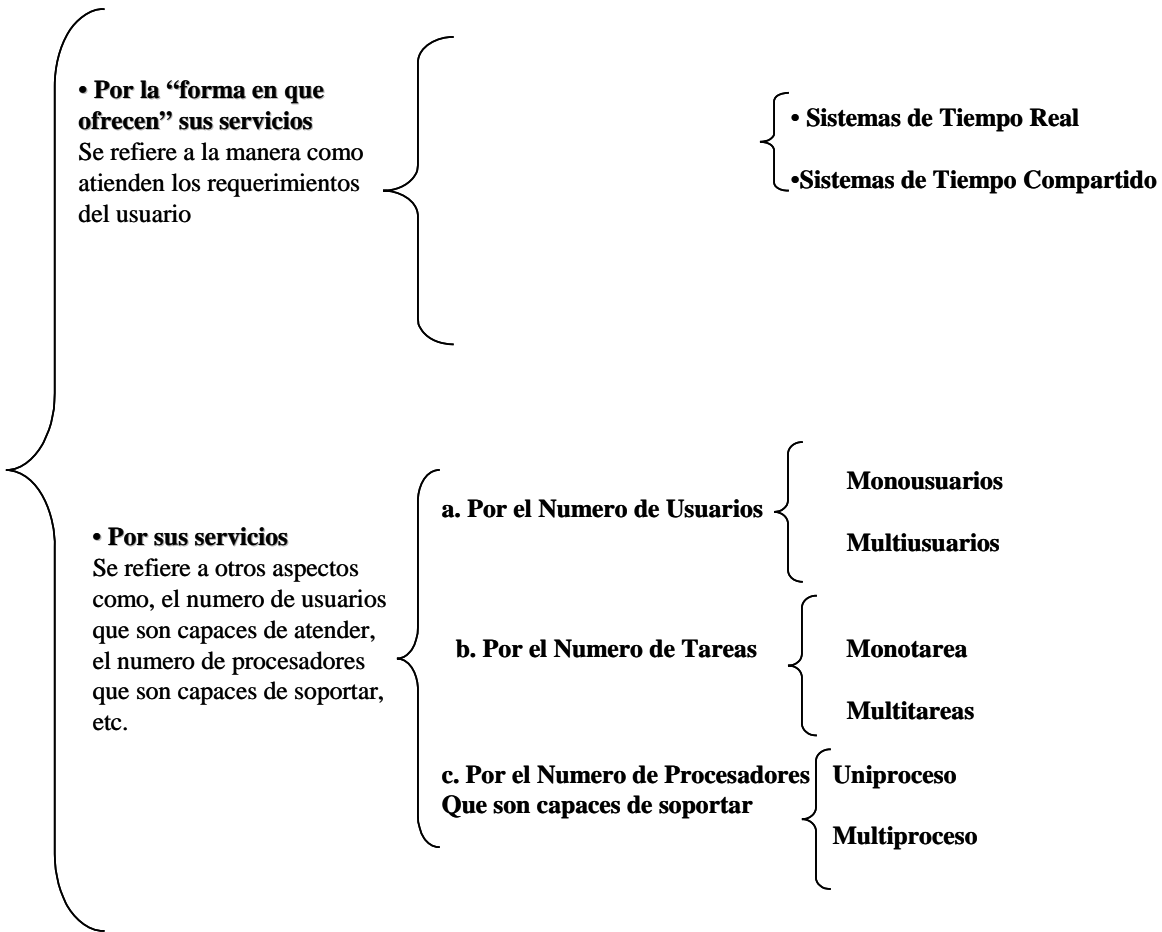 • Por la “forma en que
ofrecen” sus servicios
Se refiere a la manera como
atienden los requerimientos
del usuario
• Sistemas de Tiempo Real
•Sistemas de Tiempo Compartido
• Por sus servicios
Se refiere a otros aspectos
como, el numero de usuarios
que son capaces de atender,
el numero de procesadores
que son capaces de soportar,
etc.
a. Por el Numero de Usuarios
Monousuarios
Multiusuarios
b. Por el Numero de Tareas
Monotarea
Multitareas
c. Por el Numero de Procesadores
Que son capaces de soportar
Uniproceso
Multiproceso